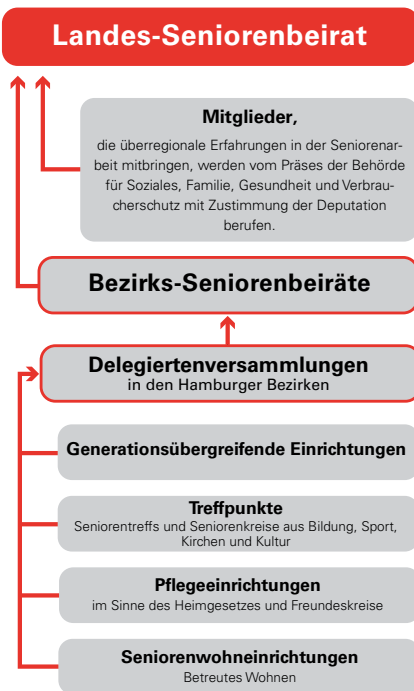 Landes-Seniorenbeirat
Mitglieder,
die überregionale Erfahrungen in der Seniorenar-
beit mitbringen, werden vom Präses der Behörde
für Soziales, Familie, Gesundheit und Verbrau-
cherschutz mit Zustimmung der Deputation
berufen.
Bezirks-Seniorenbeiräte
Delegiertenversammlungen
in den Hamburger Bezirken
Generationsübergreifende Einrichtungen
Treffpunkte
Seniorentreffs und Seniorenkreise aus Bildung, Sport,
Kirchen und Kultur
Pflegeeinrichtungen
im Sinne des Heimgesetzes und Freundeskreise
Seniorenwohneinrichtungen
Betreutes Wohnen